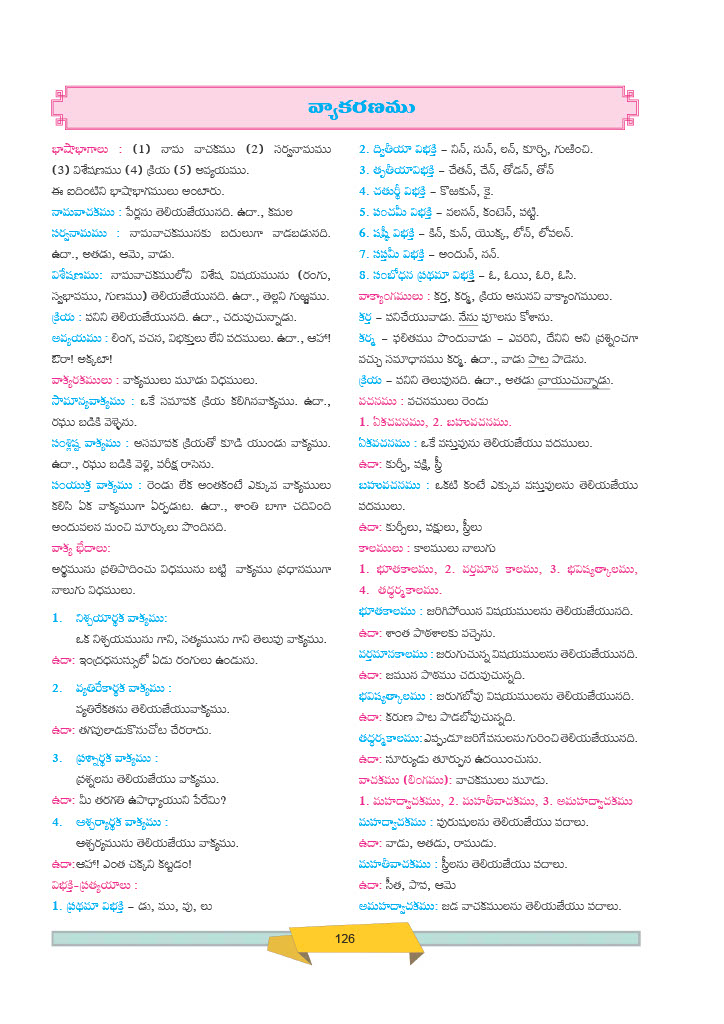 వ్యాకరణము
భాషాభాగాలు : (1) నామ వాచకము (2) సర్వనామము
(3) విశేషణము (4) క్రియ (5) అవ్యయము.
ఈ ఐదింటిని భాషాభాగములు అంటారు.
నామవాచకము : పేర్లను తెలియజేయునది. ఉదా., కమల
సర్వనామము : నామవాచకమునకు బదులుగా వాడబడునది.
ఉదా., అతడు, ఆమె, వాడు.
విశేషణము: నామవాచకములోని విశేష విషయమును (రంగు,
స్వభావము, గుణము) తెలియజేయునది. ఉదా., తెల్లని గుఱ్ఱము.
క్రియ : పనిని తెలియజేయునది. ఉదా., చదువుచున్నాడు.
అవ్యయము : లింగ, వచన, విభక్తులు లేని పదములు. ఉదా., ఆహా!
ఔరా! అక్కటా!
వాక్యరకములు : వాక్యములు మూడు విధములు.
సామాన్యవాక్యము : ఒకే సమాపక క్రియ కలిగినవాక్యము. ఉదా.,
రఘు బడికి వెళ్ళెను.
సంశ్లిష్ట వాక్యము : అసమాపక క్రియతో కూడి యుండు వాక్యము.
ఉదా., రఘు బడికి వెళ్లి, పరీక్ష రాసెను.
సంయుక్త వాక్యము : రెండు లేక అంతకంటే ఎక్కువ వాక్యములు
కలిసి ఏక వాక్యముగా ఏర్పడుట. ఉదా., శాంతి బాగా చదివింది
అందువలన మంచి మార్కులు పొందినది.
వాక్య భేదాలు:
అర్థమును ప్రతిపాదించు విధమును బట్టి వాక్యము ప్రధానముగా
నాలుగు విధములు.
1. నిశ్చయార్థక వాక్యము:
ఒక నిశ్చయమును గాని, సత్యమును గాని తెలుపు వాక్యము.
ఉదా: ఇంద్రధనుస్సులో ఏడు రంగులు ఉండును.
2. వ్యతిరేకార్థక వాక్యము :
వ్యతిరేకతను తెలియజేయువాక్యము.
ఉదా: తగవులాడుకొనుచోట చేరరాదు.
3. ప్రశ్నార్థక వాక్యము :
ప్రశ్నలను తెలియజేయు వాక్యము.
ఉదా: మీ తరగతి ఉపాధ్యాయుని పేరేమి?
4. ఆశ్చర్యార్థక వాక్యము :
ఆశ్చర్యమును తెలియజేయు వాక్యము.
ఉదా:ఆహా! ఎంత చక్కని కట్టడం!
విభక్తి-ప్రత్యయాలు :
1. ప్రథమా విభక్తి – డు, ము, వు, లు
2. ద్వితీయా విభక్తి – నిన్, నున్, లన్, కూర్చి, గుఱించి.
3. తృతీయావిభక్తి – చేతన్, చేన్, తోడన్, తోన్
4. చతుర్థీ విభక్తి – కొఱకున్, కై.
5. పంచమీ విభక్తి – వలనన్, కంటెన్, పట్టి.
6. షష్ఠీ విభక్తి – కిన్, కున్, యొక్క, లోన్, లోపలన్.
7. సప్తమీ విభక్తి – అందున్, నన్.
8. సంబోధన ప్రథమా విభక్తి – ఓ, ఓయి, ఓరి, ఓసి.
వాక్యాంగములు : కర్త, కర్మ, క్రియ అనునవి వాక్యాంగములు.
కర్త – పనిచేయువాడు. నేను పూలను కోశాను.
కర్మ – ఫలితము పొందువాడు – ఎవరిని, దేనిని అని ప్రశ్నించగా
వచ్చు సమాధానము కర్మ. ఉదా., వాడు పాట పాడెను.
క్రియ – పనిని తెలుపునది. ఉదా., అతడు వ్రాయుచున్నాడు.
వచనము : వచనములు రెండు
1. ఏకవచనము, 2. బహువచనము.
ఏకవచనము : ఒకే వస్తువును తెలియజేయు పదములు.
ఉదా: కుర్చీ, పక్షి, స్త్రీ
బహువచనము : ఒకటి కంటే ఎక్కువ వస్తువులను తెలియజేయు
పదములు.
ఉదా: కుర్చీలు, పక్షులు, స్త్రీలు
కాలములు : కాలములు నాలుగు
1. భూతకాలము, 2. వర్తమాన కాలము, 3. భవిష్యత్కాలము,
4. తద్ధర్మకాలము.
భూతకాలము : జరిగిపోయిన విషయములను తెలియజేయునది.
ఉదా: శాంత పాఠశాలకు వచ్చెను.
వర్తమానకాలము : జరుగుచున్న విషయములను తెలియజేయునది.
ఉదా: జమున పాఠము చదువుచున్నది.
భవిష్యత్కాలము : జరుగబోవు విషయములను తెలియజేయునది.
ఉదా: కరుణ పాట పాడబోవుచున్నది.
తద్ధర్మకాలము: ఎప్పుడూ జరిగే పనులను గురించి తెలియజేయునది.
ఉదా: సూర్యుడు తూర్పున ఉదయించును.
వాచకము (లింగము): వాచకములు మూడు.
1. మహద్వాచకము, 2. మహతీవాచకము, 3. అమహద్వాచకము
మహద్వాచకము : పురుషులను తెలియజేయు పదాలు.
ఉదా: వాడు, అతడు, రాముడు.
మహతీవాచకము : స్త్రీలను తెలియజేయు పదాలు.
ఉదా: సీత, పాప, ఆమె
అమహద్వాచకము: జడ వాచకములను తెలియజేయు పదాలు.
126